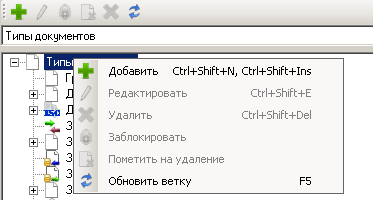 Типы документов
Типы
Добавить Ctrl+Shift+N, Ctrl+Shift+Ins
Редактировать Ctrl+Shift+E
Удалить Ctrl+Shift+Del
Заблокировать
Пометить на удаление
Обновить ветку F5